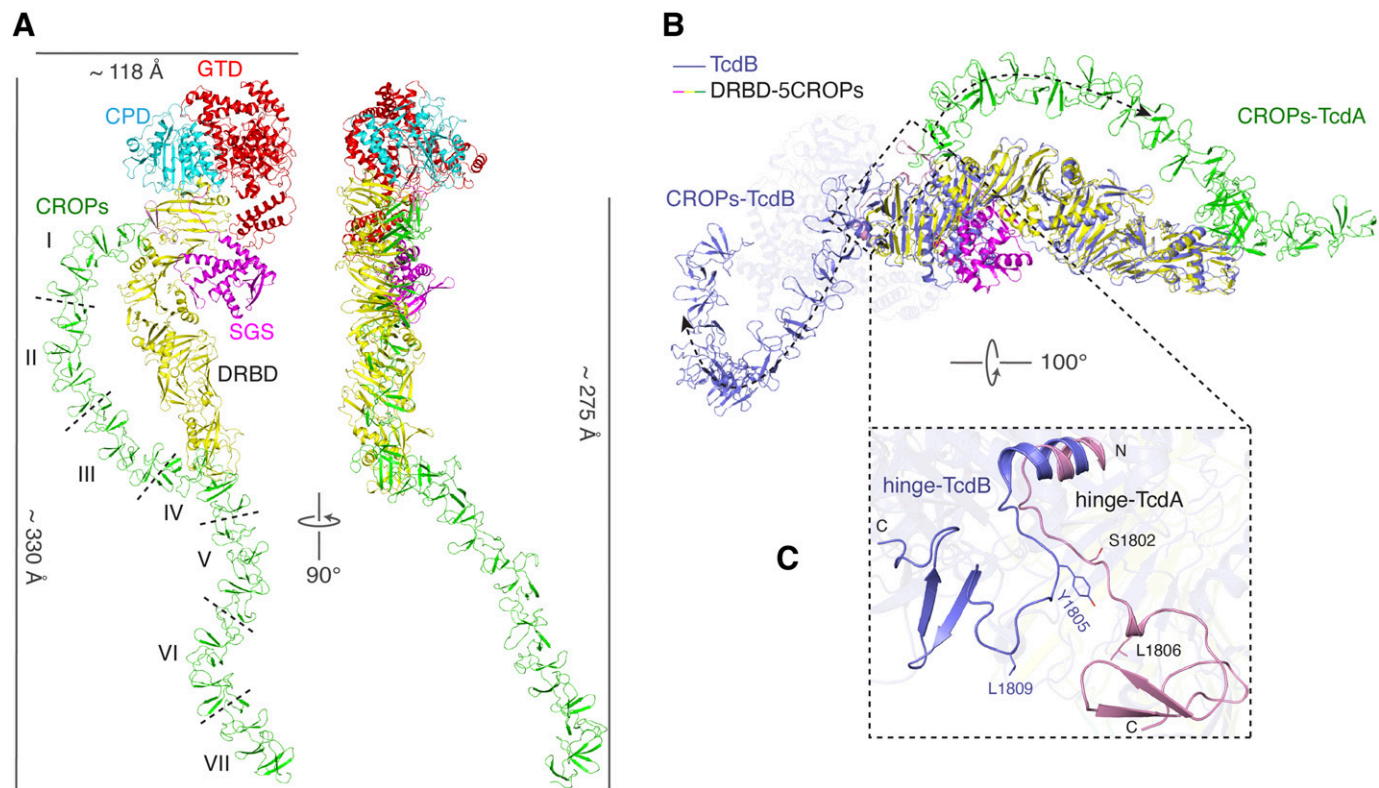 A
~ 118 Å
GTD
CPD
CROPs
I
II
SGS
DRBD
III
IV
V
VI
VII
~ 330 Å
90°
~ 275 Å
B
TcdB
DRBD-5CROPs
CROPs-TcdA
CROPs-TcdB
100°
C
hinge-TcdB
hinge-TcdA
N
C
S1802
Y1805
L1806
L1809
C